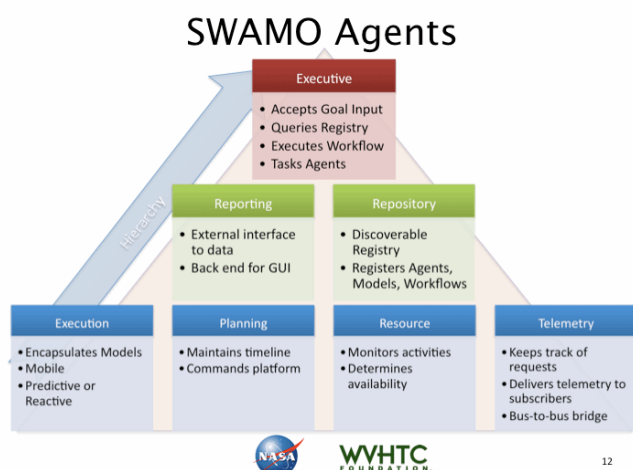 SWAMO Agents
Hierarchy
Executive
• Accepts Goal Input
• Queries Registry
• Executes Workflow
• Tasks Agents
Reporting
• External interface
to data
• Back end for GUI
Repository
• Discoverable
Registry
• Registers Agents,
Models, Workflows
Execution
• Encapsulates Models
• Mobile
• Predictive or
Reactive
Planning
• Maintains timeline
• Commands platform
Resource
• Monitors activities
• Determines
availability
Telemetry
• Keeps track of
requests
• Delivers telemetry to
subscribers
• Bus-to-bus bridge
NASA
WVHTC
FOUNDATION
12